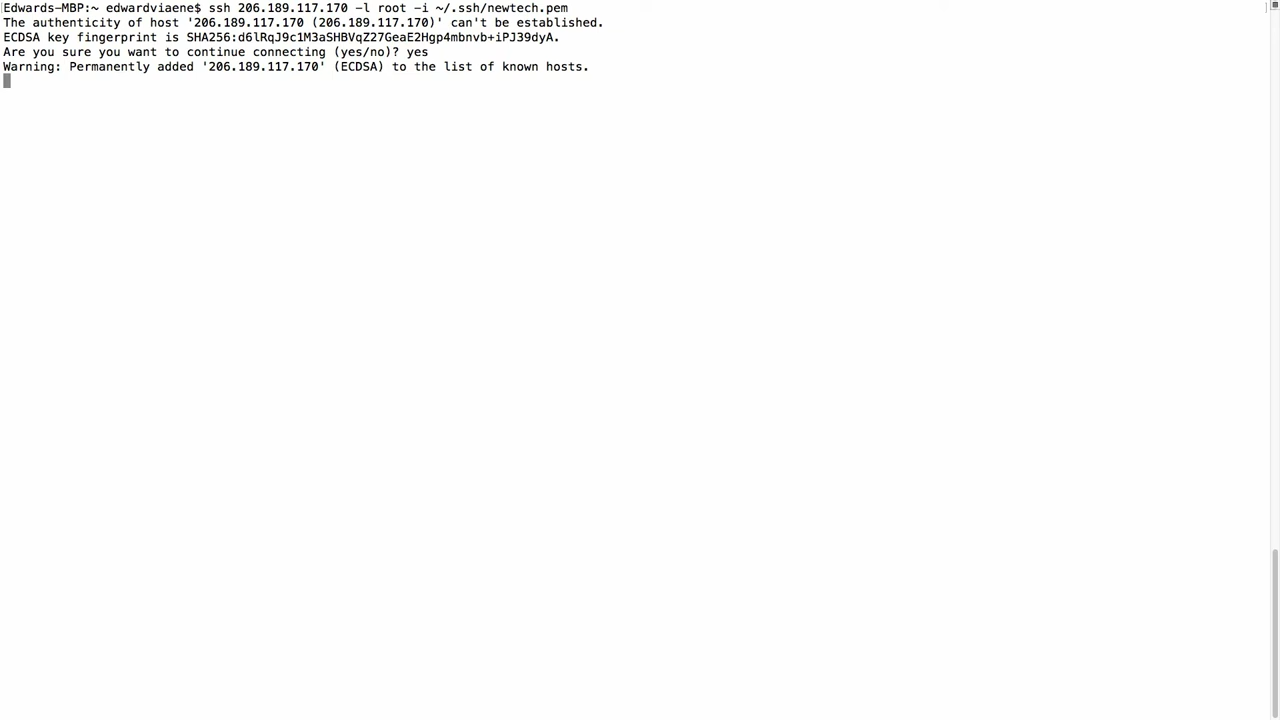 [Edwards-MBP:~ edwardviaene$ ssh 206.189.117.170 -l root -i ~/.ssh/newtech.pem ]
The authenticity of host '206.189.117.170 (206.189.117.170)' can't be established.
ECDSA key fingerprint is SHA256:d6lRqJ9c1M3aSHBVqZ27GeaE2Hgp4mbnvb+iPJ39dyA.
Are you sure you want to continue connecting (yes/no)? yes
Warning: Permanently added '206.189.117.170' (ECDSA) to the list of known hosts.